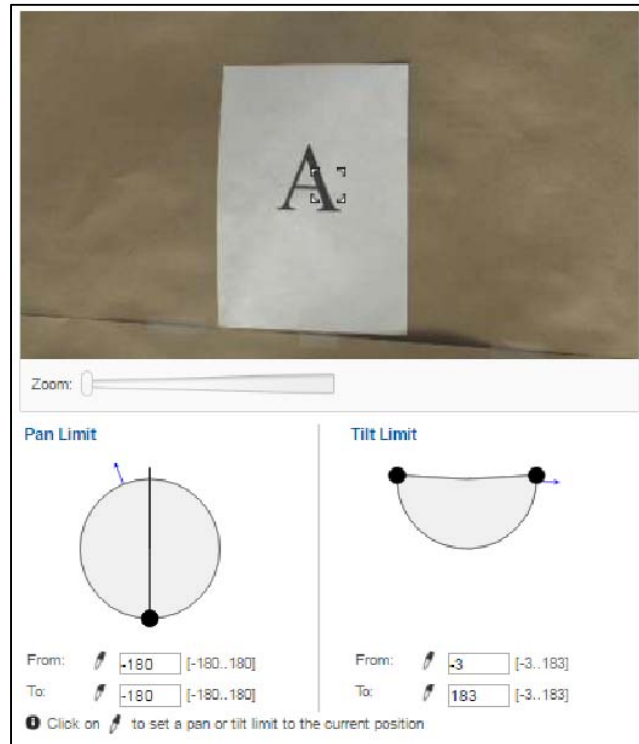 A
Zoom:
Pan Limit
Tilt Limit
From: -180 [-180..180]
To: -180 [-180..180]
From: -3 [-3..183]
To: 183 [-3..183]
Click on to set a pan or tilt limit to the current position